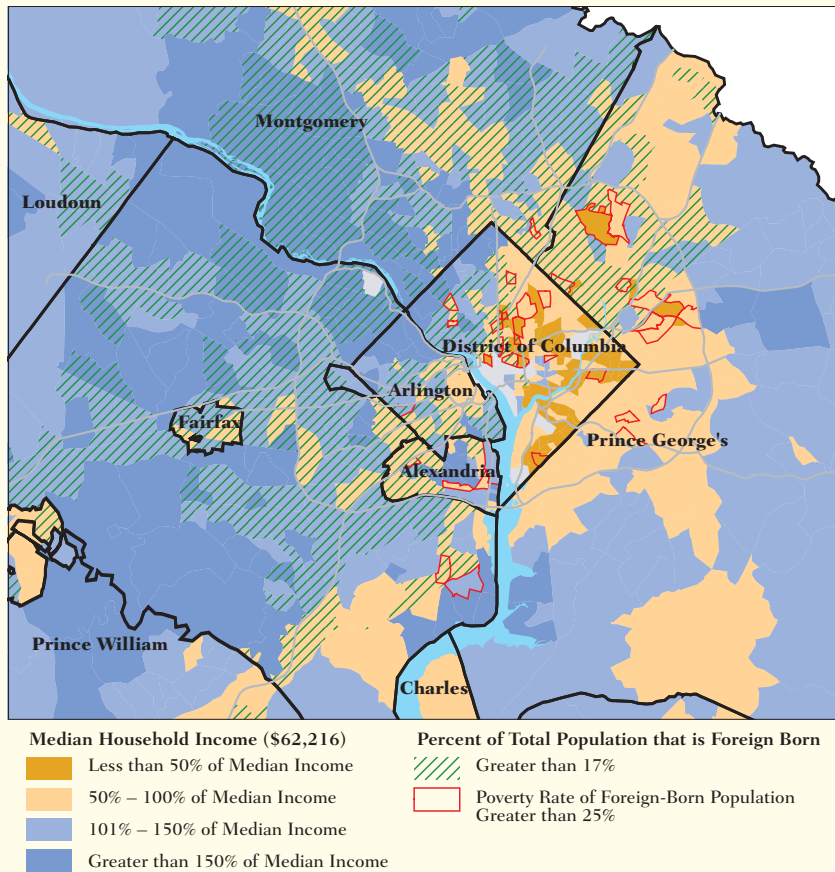 Montgomery
Loudoun
District of Columbia
Arlington
Fairfax
Prince George's
Alexandria
Prince William
Charles
Median Household Income ($62,216)
Less than 50% of Median Income
50% – 100% of Median Income
101% – 150% of Median Income
Greater than 150% of Median Income
Percent of Total Population that is Foreign Born
Greater than 17%
Poverty Rate of Foreign-Born Population
Greater than 25%